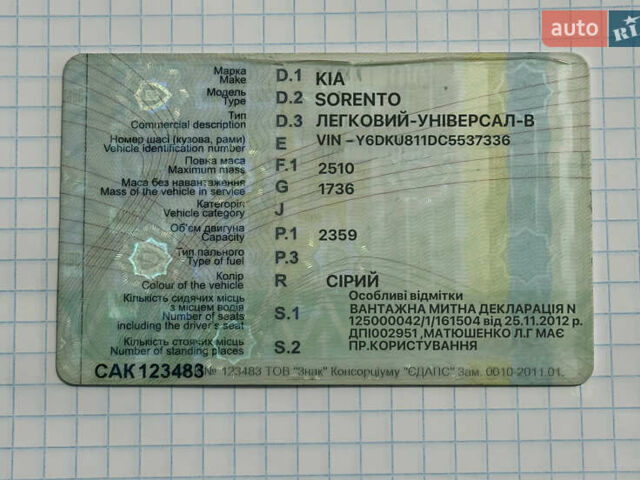 auto RIA
Марка D.1 KIA
Make
Модель D.2 SORENTO
Type
Тип D.3 ЛЕГКОВИЙ-УНІВЕРСАЛ-В
Commercial description
Номер шасі (кузова, рами) E VIN – Y6DKU811DC5537336
Vehicle identification number
Повна маса F.1 2510
Maximum mass
Маса без навантаження G 1736
Mass of the vehicle in service
Категорія J
Vehicle category
Об'єм двигуна P.1 2359
Capacity
Тип пального P.3
Type of fuel
Колір R СІРИЙ
Colour of the vehicle
Кількість сидячих місць Особливі відмітки
з місцем водія S.1 ВАНТАЖНА МИТНА ДЕКЛАРАЦІЯ N
Number of seats 125000042/1/161504 від 25.11.2012 р.
including the driver's seat ДПІ002951 ,МАТЮШЕНКО Л.Г МАЄ
Кількість стоячих місць S.2 ПР.КОРИСТУВАННЯ
Number of standing places
САК 123483 № 123483 ТОВ "Знак" Консорціуму "ЄДАПС" Зам. 0010-2011.01.